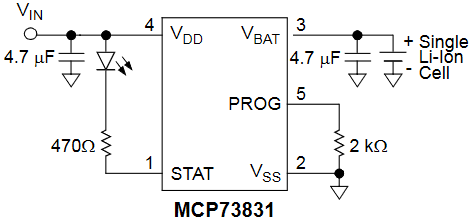 VIN
4
VDD
VBAT
3
4.7 µF
4.7 µF
+ Single
Li-Ion
- Cell
PROG
5
470Ω
2 kΩ
1
STAT
VSS
2
MCP73831